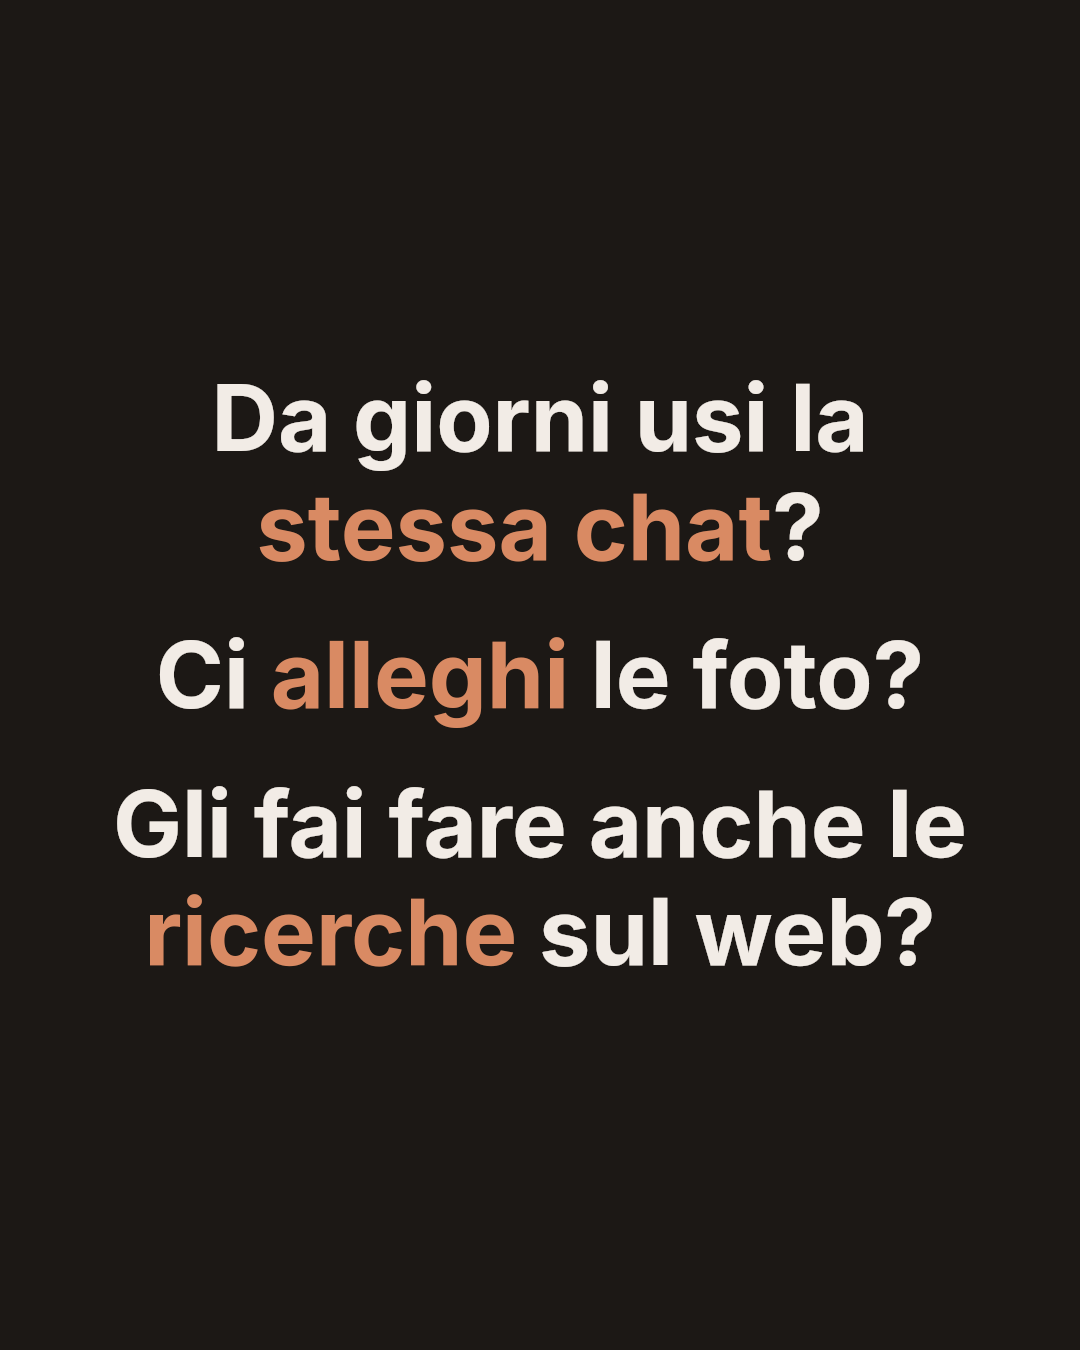 Da giorni usi la
stessa chat?
Ci alleghi le foto?
Gli fai fare anche le
ricerche sul web?